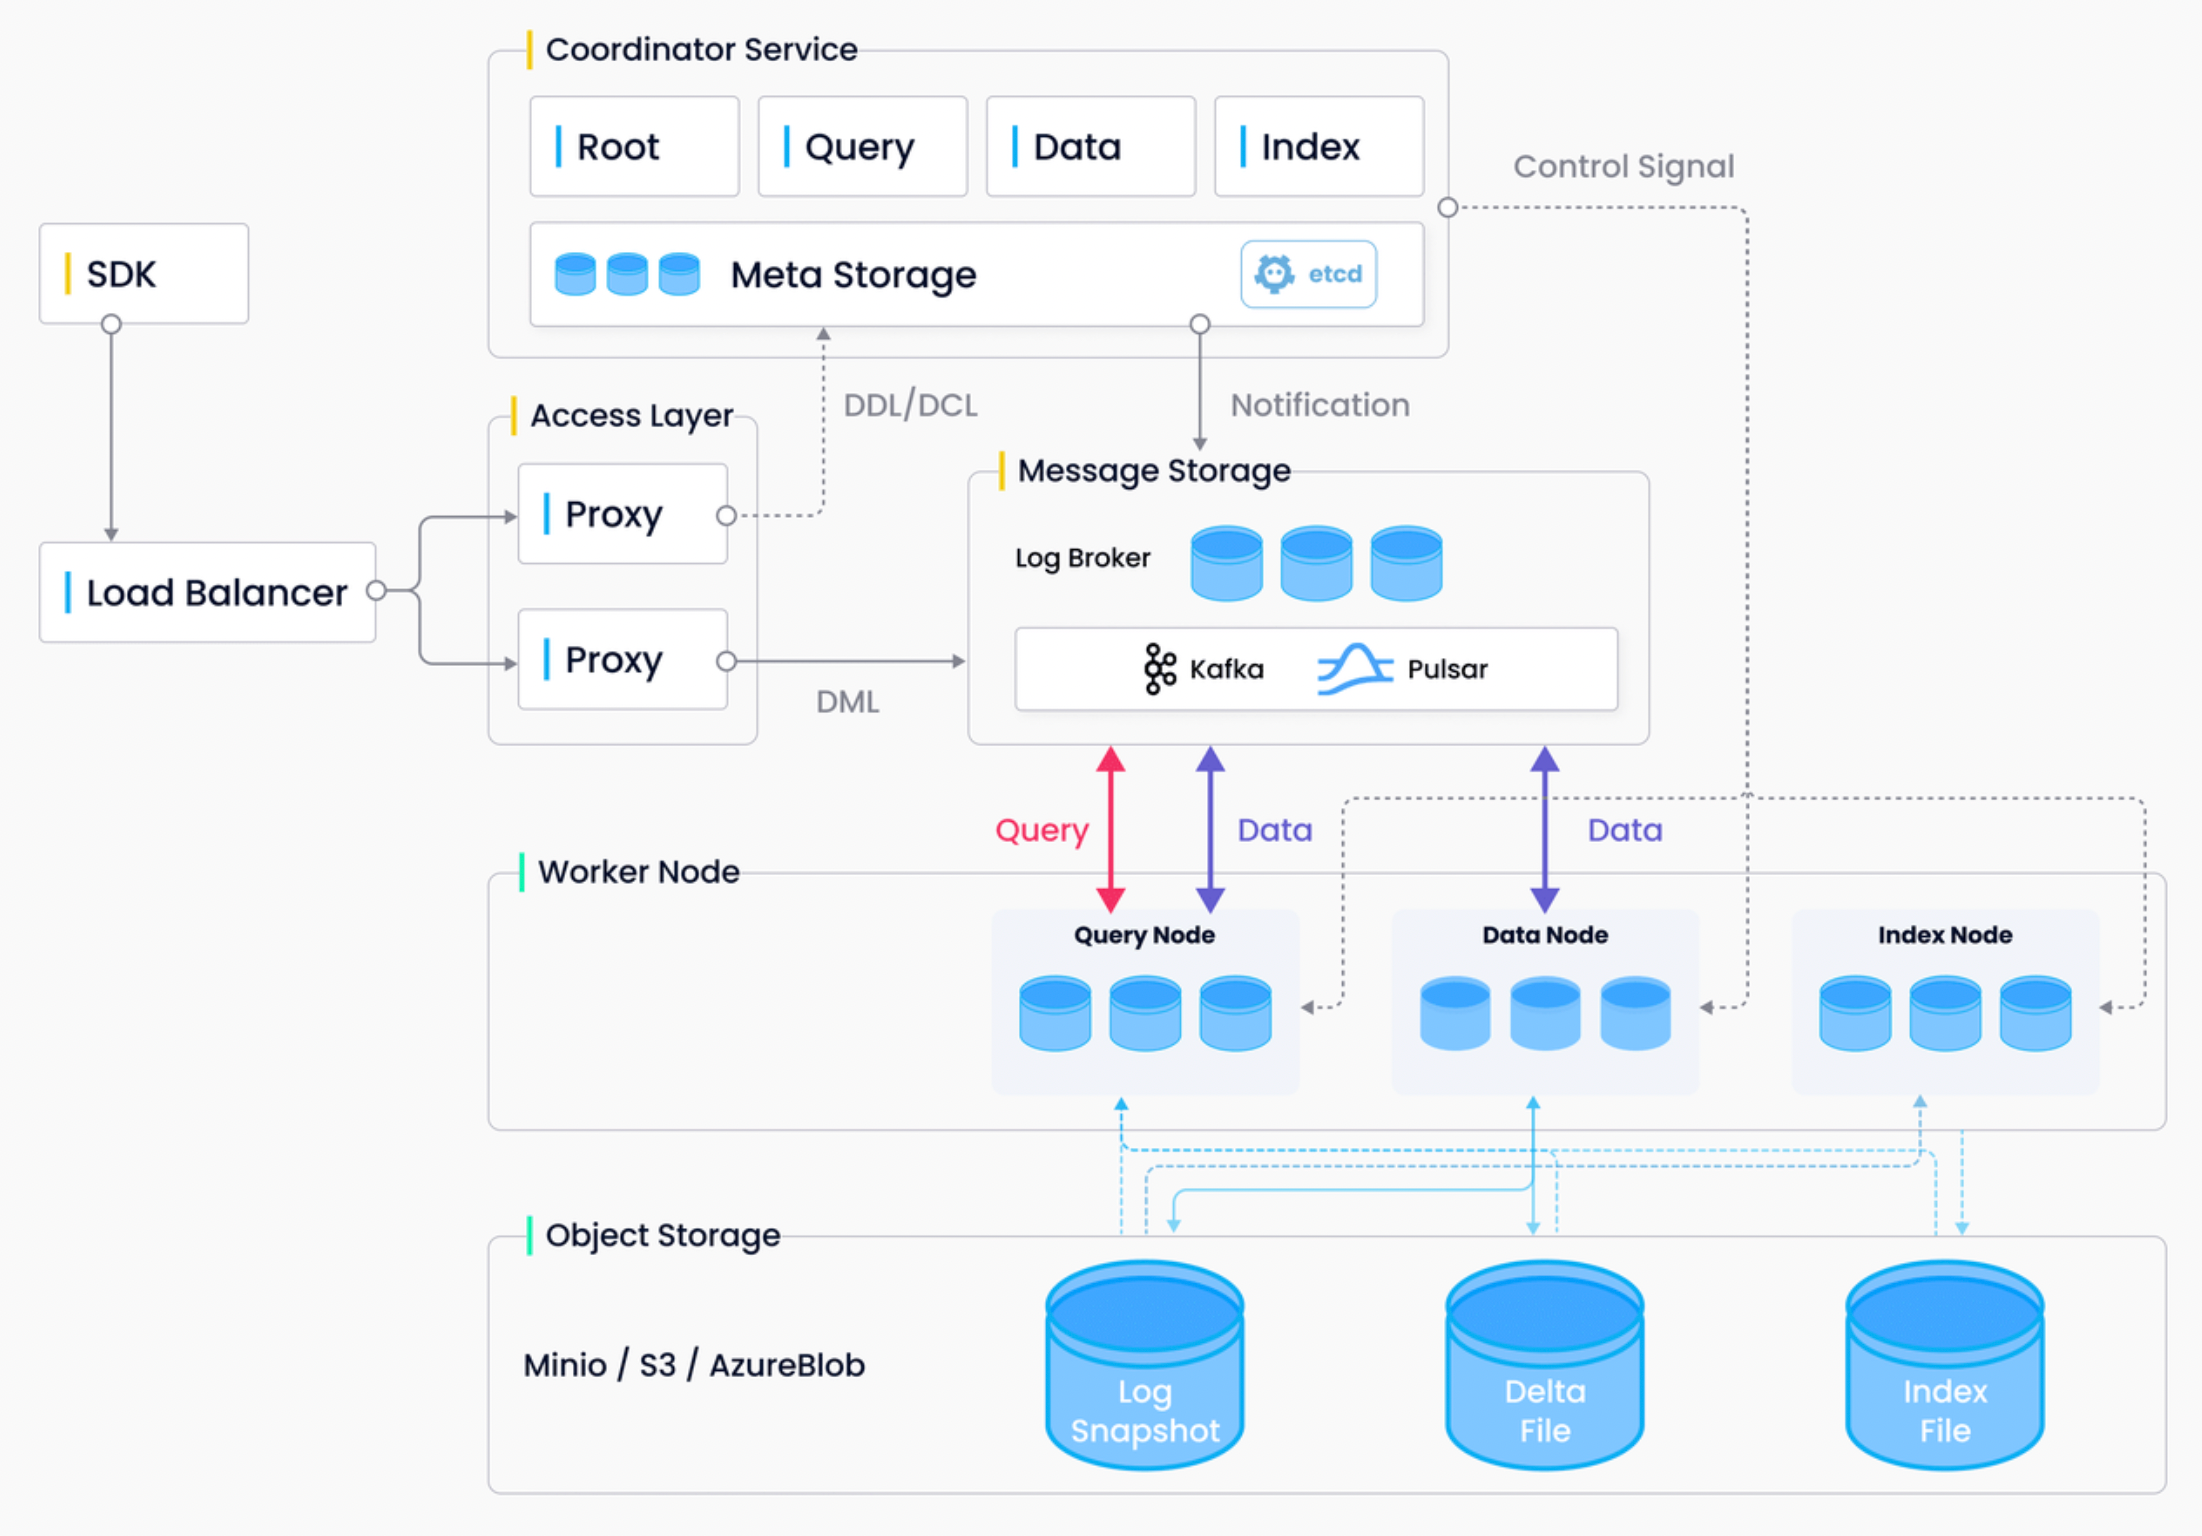 Coordinator Service
Root
Query
Data
Index
Control Signal
SDK
Meta Storage
etcd
Access Layer
DDL/DCL
Notification
Message Storage
Proxy
Log Broker
Load Balancer
Proxy
Kafka
Pulsar
DML
Query
Data
Data
Worker Node
Query Node
Data Node
Index Node
Object Storage
Minio / S3 / AzureBlob
Log
Snapshot
Delta
File
Index
File